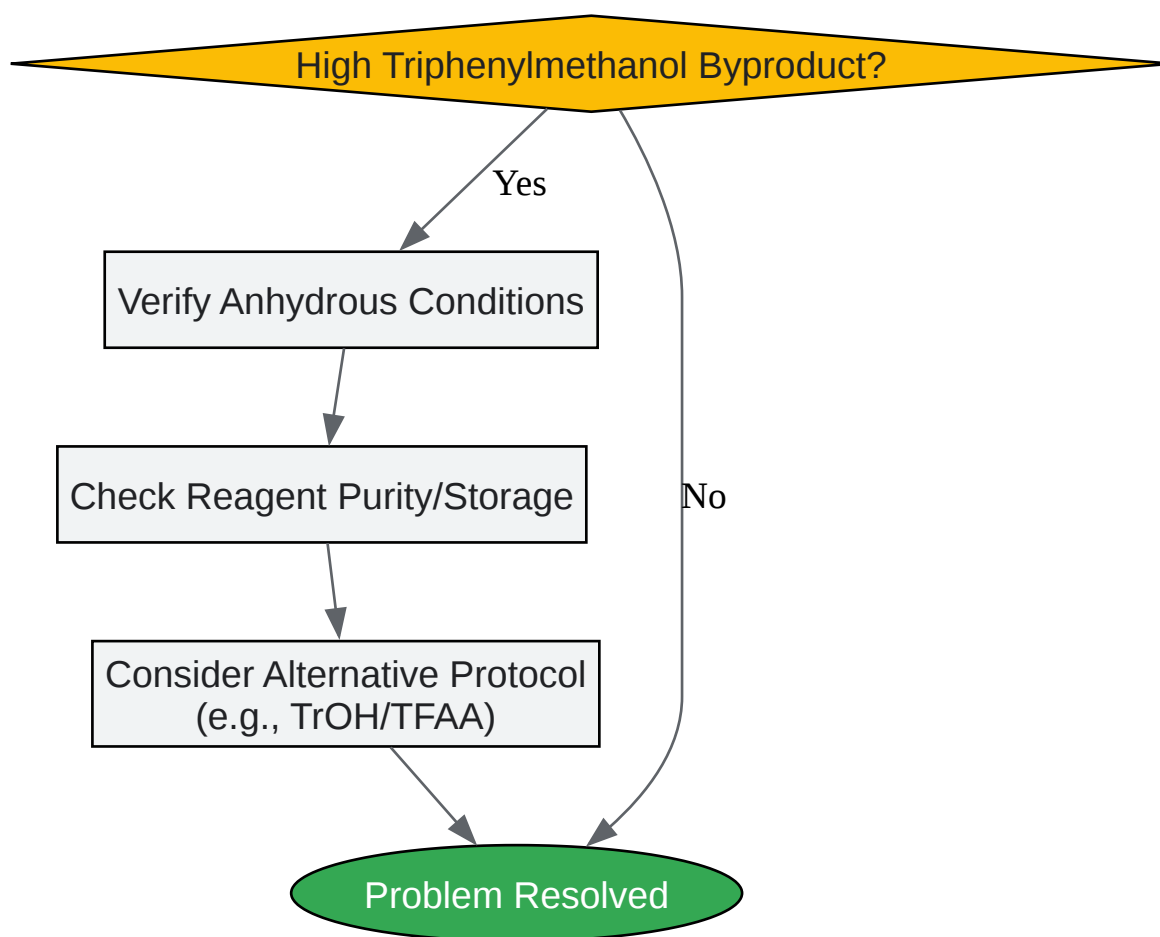 High Triphenylmethanol Byproduct?
Yes
Verify Anhydrous Conditions
Check Reagent Purity/Storage
No
Consider Alternative Protocol
(e.g., TrOH/TFAA)
Problem Resolved